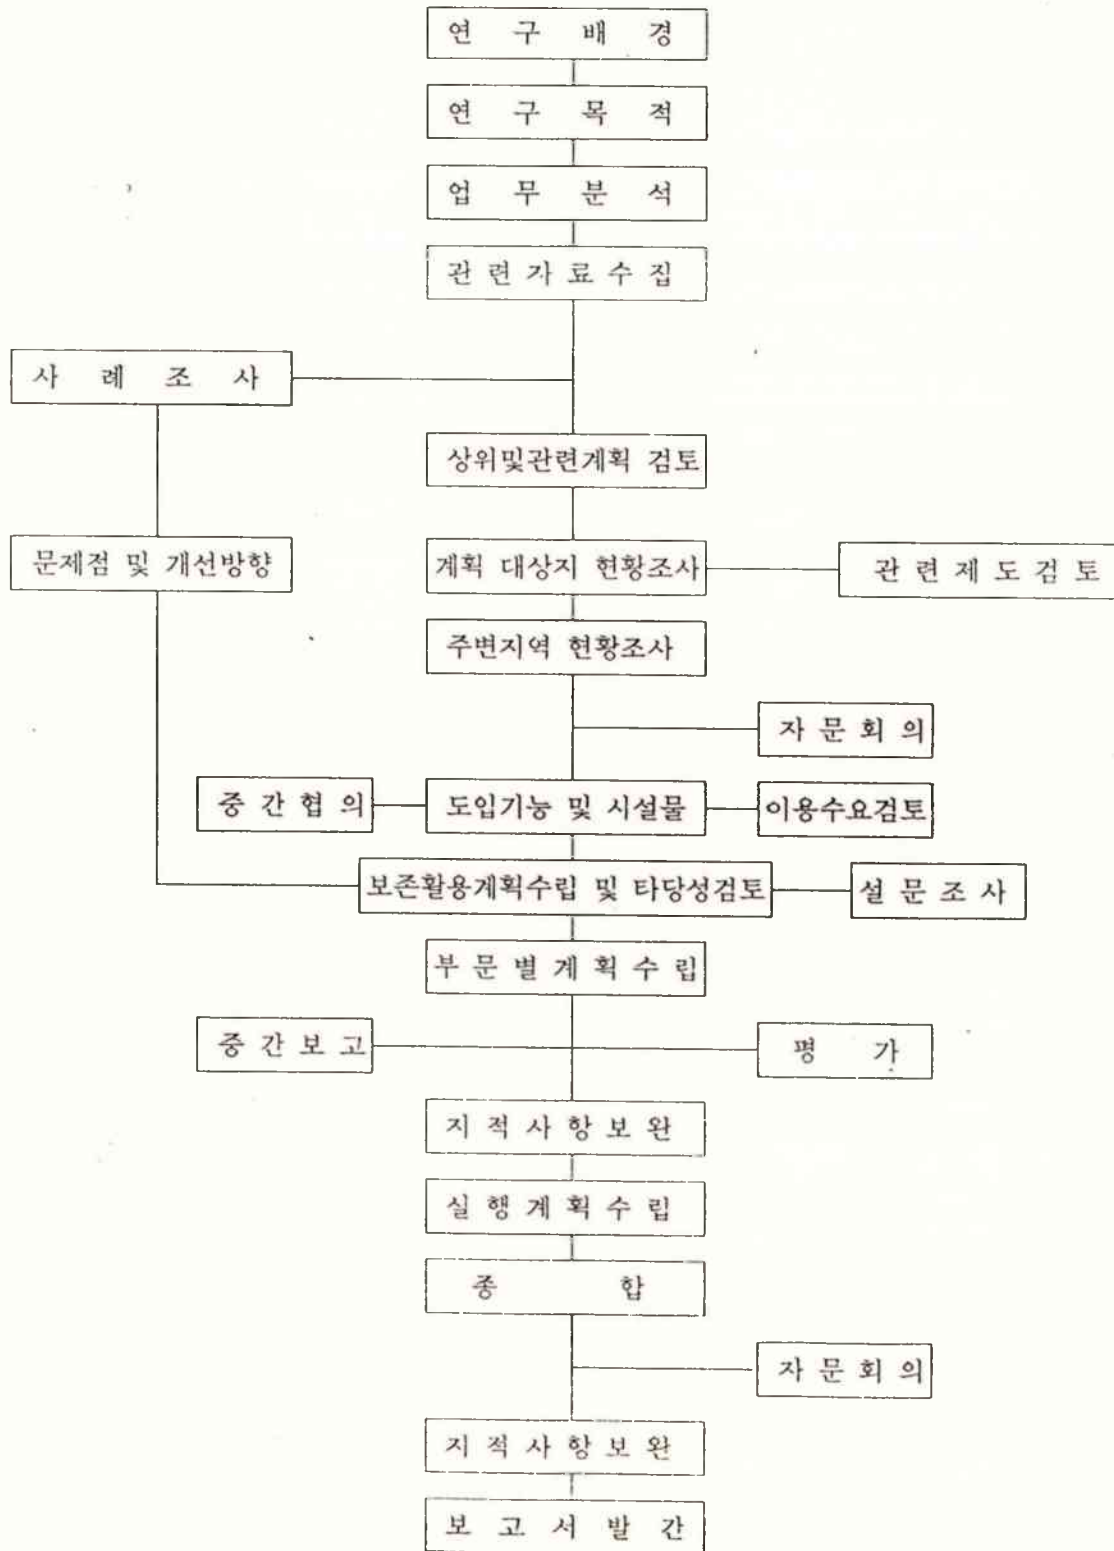 연 구 배 경
연 구 목 적
업 무 분 석
관 련 가 료 수 집
사 례 조 사
상위및관련계획 검토
문제점 및 개선방향
계획 대상지 현황조사
관 련 제 도 검 토
주변지역 현황조사
자 문 회 의
중 간 협 의
도입기능 및 시설물
이용수요검토
보존활용계획수립 및 타당성검토
설 문 조 사
부 문 별 계 획 수 립
중 간 보 고
평 가
지 적 사 항 보 완
실 행 계 획 수 립
종 합
자 문 회 의
지 적 사 항 보 완
보 고 서 발 간